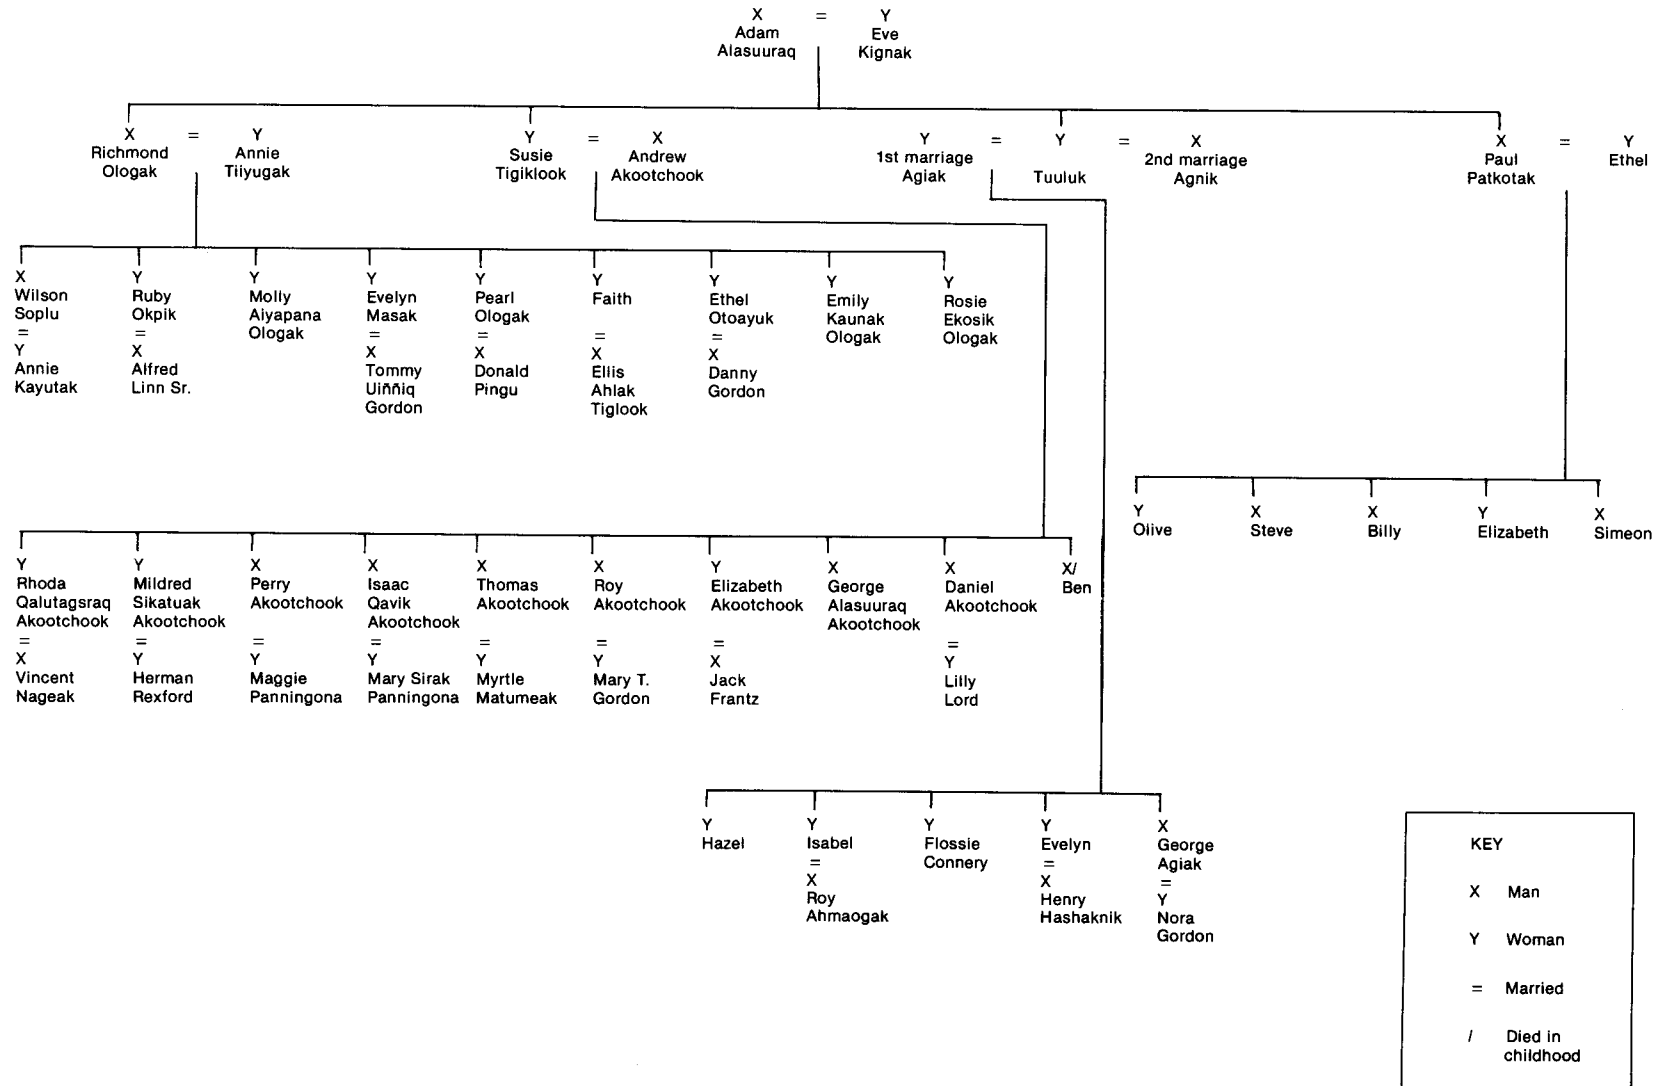 X = Y
Adam Eve
Alasuuraq Kignak
X = Y Y = X Y = Y = X X = Y
Richmond Annie Susie Andrew 1st marriage 2nd marriage Paul Ethel
Ologak Tiiyugak Tigiklook Akootchook Agiak Tuuluk Agnik Patkotak
X Y Y Y Y Y Y Y Y
Wilson Ruby Molly Evelyn Pearl Faith Ethel Emily Rosie
Soplu Okpik Aiyapana Masak Ologak Otoayuk Kaunak Ekosik
= = Ologak = = = = Ologak Ologak
Y X X X X X
Annie Alfred Tommy Donald Ellis Danny
Kayutak Linn Sr. Uiññiq Pingu Ahlak Gordon
Gordon Tiglook
Y X X Y X
Olive Steve Billy Elizabeth Simeon
Y Y X X X X Y X X X/
Rhoda Mildred Perry Isaac Thomas Roy Elizabeth George Daniel Ben
Qalutagsraq Sikatuak Akootchook Qavik Akootchook Akootchook Akootchook Alasuuraq Akootchook
Akootchook Akootchook Akootchook Akootchook
= = = = = = = =
X Y Y Y Y Y X Y
Vincent Herman Maggie Mary Sirak Myrtle Mary T. Jack Lilly
Nageak Rexford Panningona Panningona Matumeak Gordon Frantz Lord
Y Y Y Y X
Hazel Isabel Flossie Evelyn George
= Connery = Agiak
X X =
Roy Henry Y
Ahmaogak Hashaknik Nora
Gordon
KEY
X Man
Y Woman
= Married
/ Died in
childhood